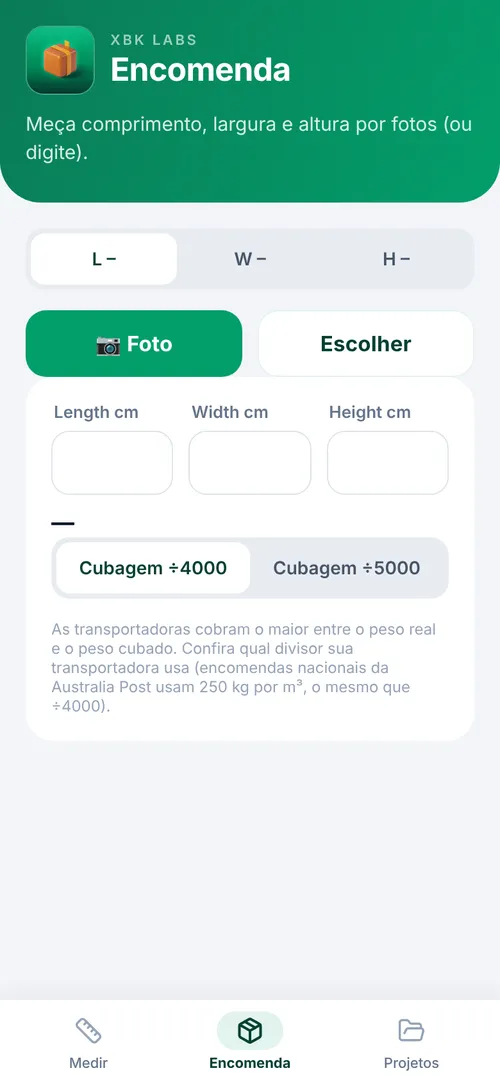 XBK LABS
Encomenda
Meça comprimento, largura e altura por fotos (ou
digite).
L –
W –
H –
📷 Foto
Escolher
Length cm
Width cm
Height cm
—
Cubagem ÷4000
Cubagem ÷5000
As transportadoras cobram o maior entre o peso real
e o peso cubado. Confira qual divisor sua
transportadora usa (encomendas nacionais da
Australia Post usam 250 kg por m³, o mesmo que
÷4000).
Medir
Encomenda
Projetos